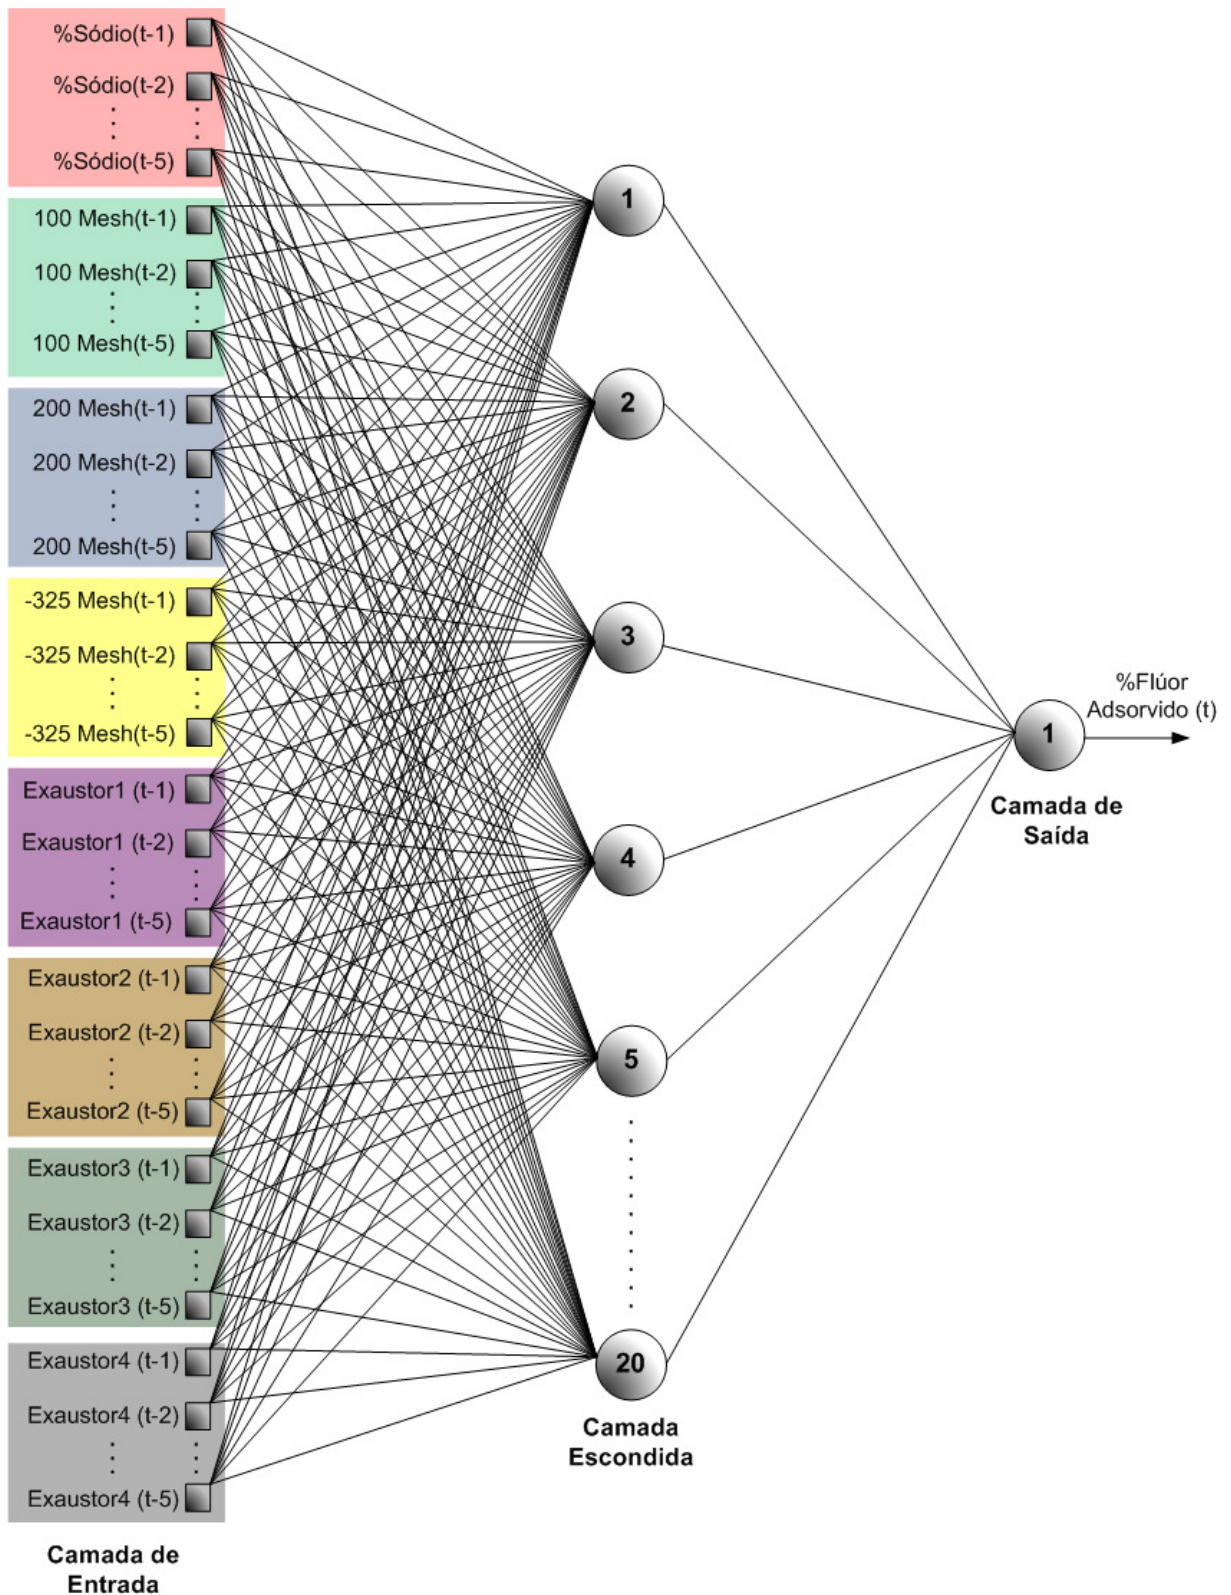 %Sódio(t-1)
%Sódio(t-2)
%Sódio(t-5)
100 Mesh(t-1)
100 Mesh(t-2)
100 Mesh(t-5)
200 Mesh(t-1)
200 Mesh(t-2)
200 Mesh(t-5)
-325 Mesh(t-1)
-325 Mesh(t-2)
-325 Mesh(t-5)
Exaustor1 (t-1)
Exaustor1 (t-2)
Exaustor1 (t-5)
Exaustor2 (t-1)
Exaustor2 (t-2)
Exaustor2 (t-5)
Exaustor3 (t-1)
Exaustor3 (t-2)
Exaustor3 (t-5)
Exaustor4 (t-1)
Exaustor4 (t-2)
Exaustor4 (t-5)
Camada de
Entrada
1
2
3
4
5
20
Camada
Escondida
1
Camada de
Saída
%Flúor
Adsorvido (t)